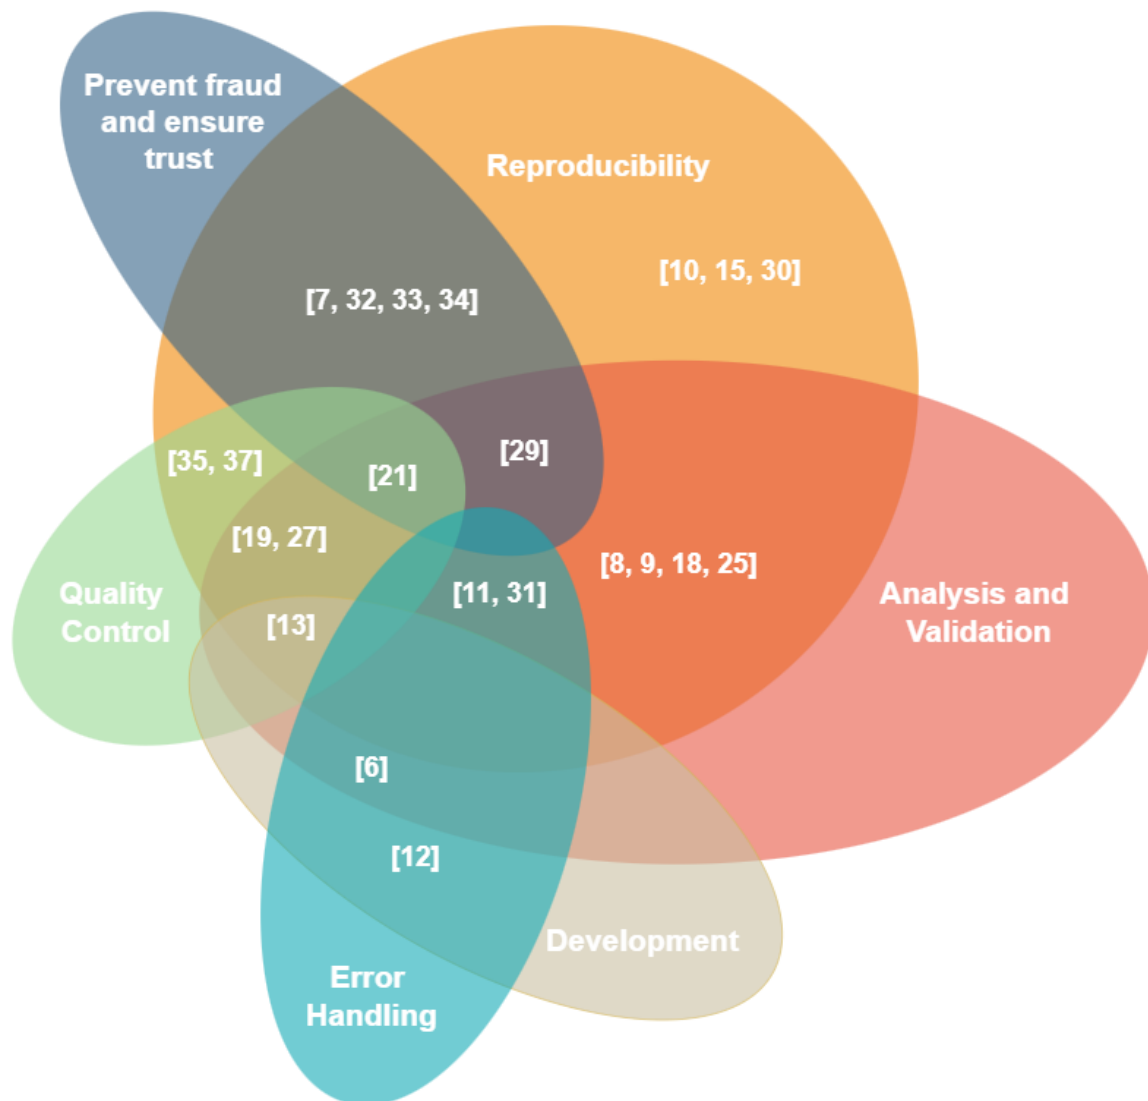 Prevent fraud
and ensure
trust
Reproducibility
[10, 15, 30]
[7, 32, 33, 34]
[29]
[35, 37]
[21]
[19, 27]
[8, 9, 18, 25]
[11, 31]
Quality
Control
Analysis and
Validation
[13]
[6]
[12]
Development
Error
Handling